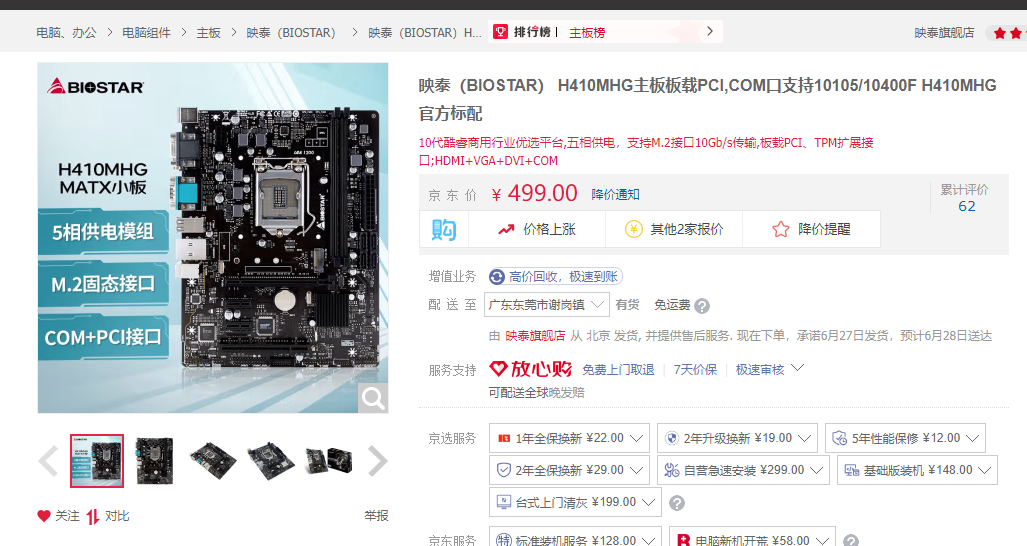 电脑、办公 > 电脑组件 > 主板 > 映泰（BIOSTAR） > 映泰（BIOSTAR）H... 排行榜 | 主板榜 >
映泰旗舰店
BIOSTAR
H410MHG
MATX小板
5相供电模组
M.2固态接口
COM+PCI接口
关注 对比 举报
映泰（BIOSTAR） H410MHG主板板载PCI,COM口支持10105/10400F H410MHG
官方标配
10代酷睿商用行业优选平台,五相供电，支持M.2接口10Gb/s传输,板载PCI、TPM扩展接
口;HDMI+VGA+DVI+COM
京东价 ￥499.00 降价通知
累计评价
62
购 价格上涨 其他2家报价 降价提醒
增值业务 高价回收，极速到账
配送至 广东东莞市谢岗镇 有货 免运费 ?
由 映泰旗舰店 从 北京 发货, 并提供售后服务. 现在下单，承诺6月27日发货，预计6月28日送达
服务支持 放心购 免费上门取退 7天价保 极速审核
可配送全球晚发赔
京选服务 1年全保换新 ¥22.00 2年升级换新 ¥19.00 5年性能保修 ¥12.00
2年全保换新 ¥29.00 自营急速安装 ¥299.00 基础版装机 ¥148.00
台式上门清灰 ¥199.00 ?
京东服务 特 标准装机服务 ¥128.00 电脑新机开荒 ¥58.00 ?